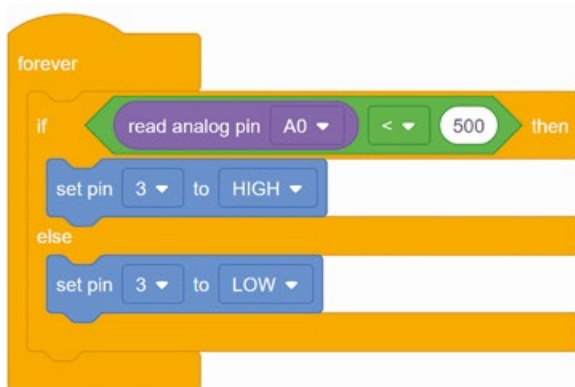 forever
if read analog pin A0 < 500 then
set pin 3 to HIGH
else
set pin 3 to LOW